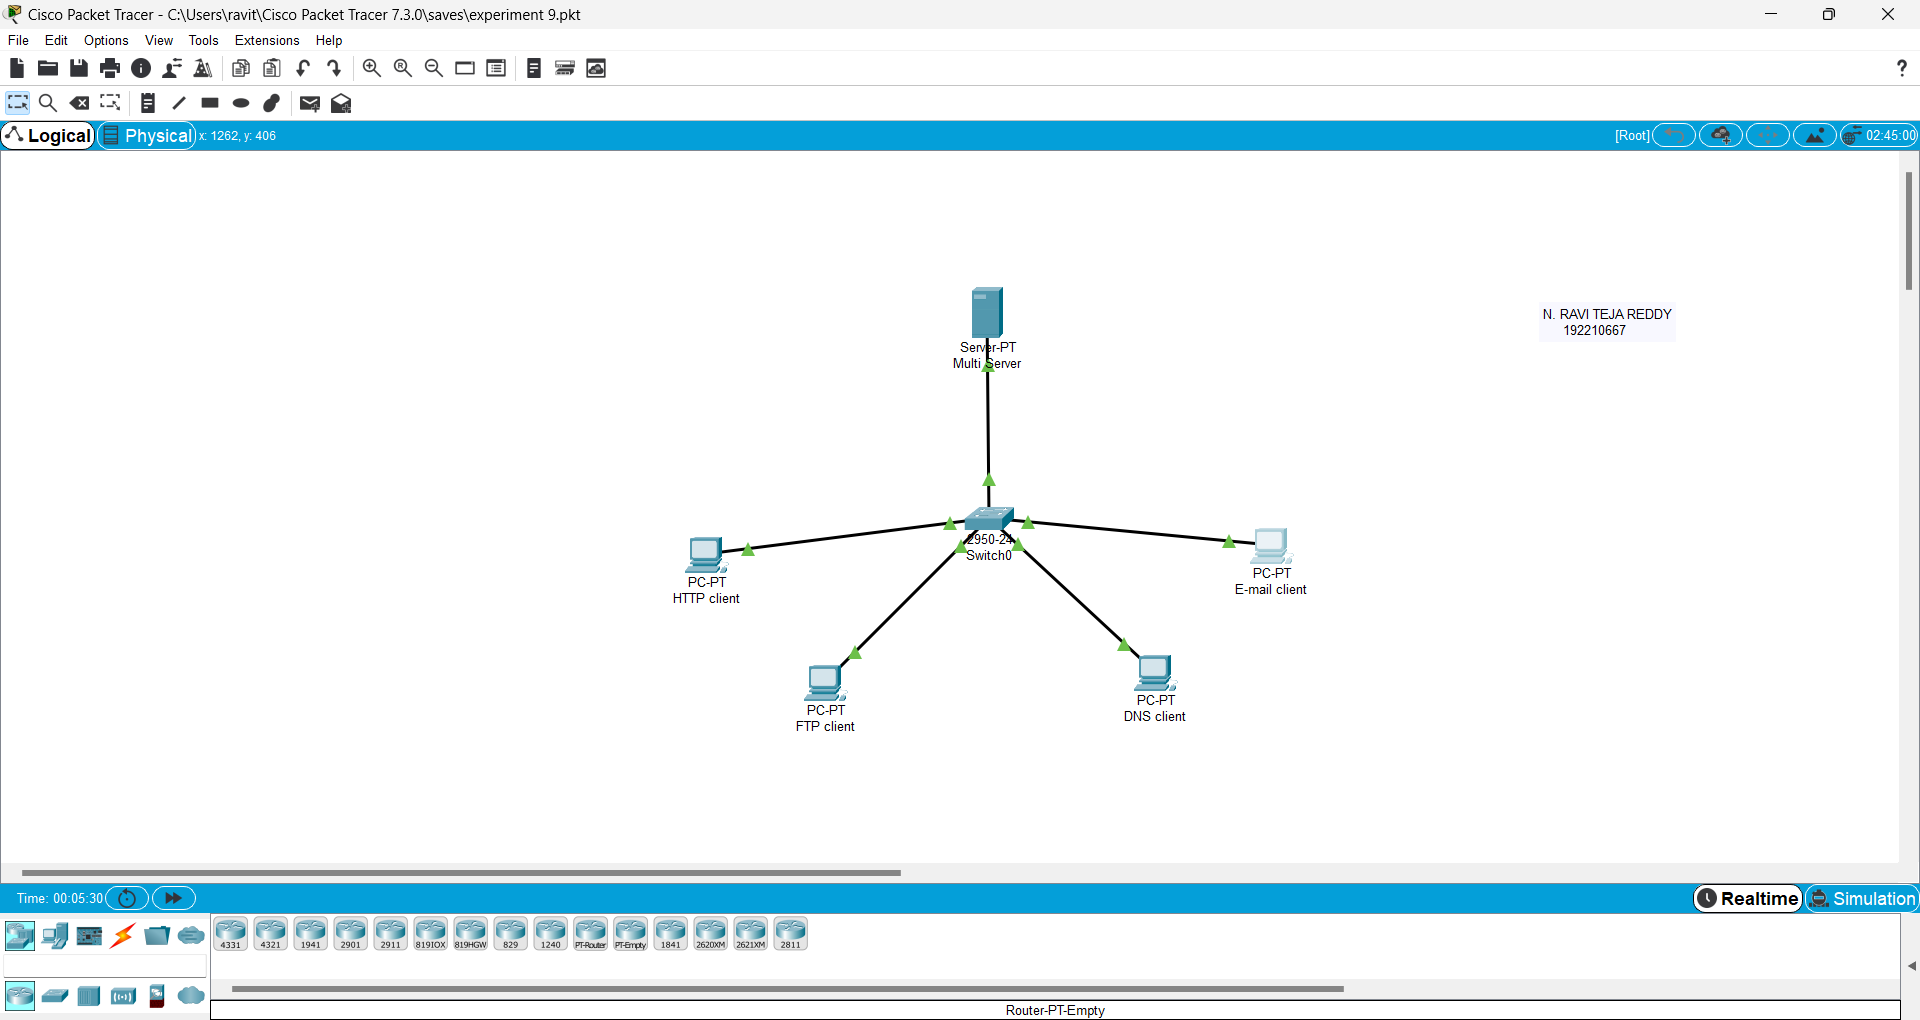 Cisco Packet Tracer - C:\Users\ravit\Cisco Packet Tracer 7.3.0\saves\experiment 9.pkt
File Edit Options View Tools Extensions Help
?
Logical Physical x: 1262, y: 406 [Root] 02:45:00
Server-PT
Multi Server
N. RAVI TEJA REDDY
192210667
2950-24
Switch0
PC-PT
HTTP client
PC-PT
E-mail client
PC-PT
FTP client
PC-PT
DNS client
Time: 00:05:30 Realtime Simulation
4331 4321 1941 2901 2911 819IOX 819HGW 829 1240 PT-Router PT-Empty 1841 2620XM 2621XM 2811
Router-PT-Empty